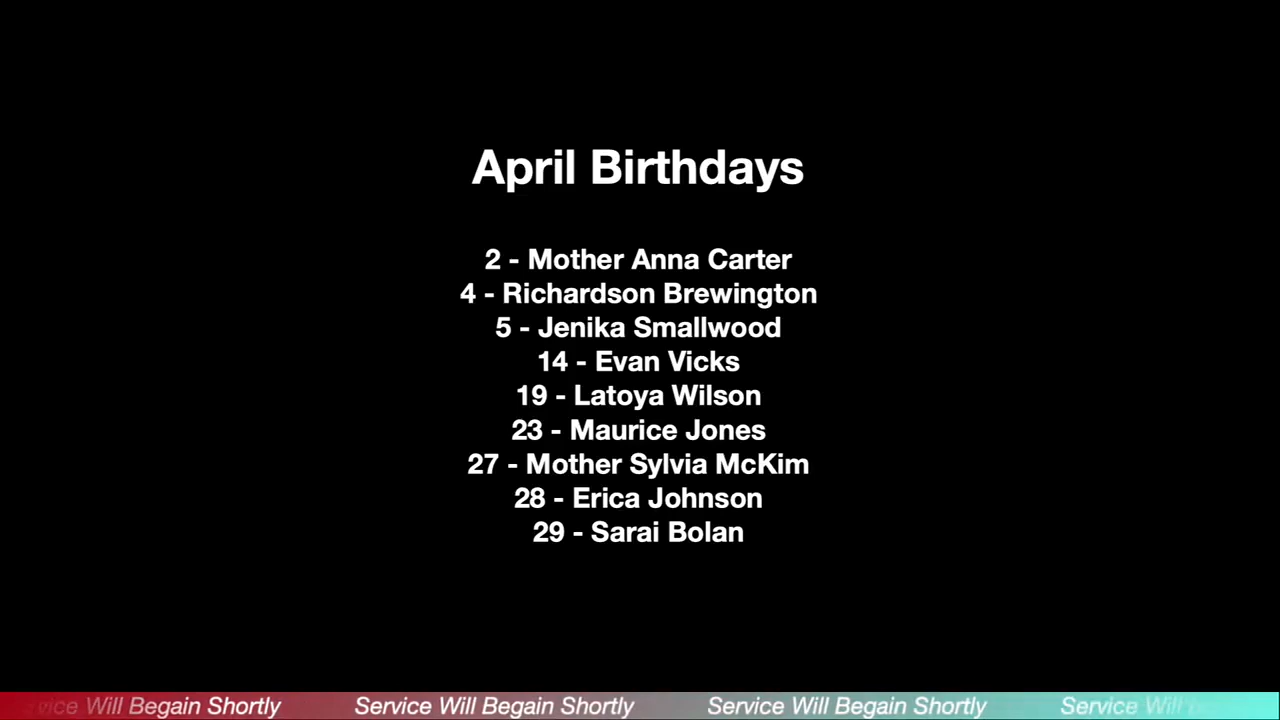 April Birthdays
2 - Mother Anna Carter
4 - Richardson Brewington
5 - Jenika Smallwood
14 - Evan Vicks
19 - Latoya Wilson
23 - Maurice Jones
27 - Mother Sylvia McKim
28 - Erica Johnson
29 - Sarai Bolan
Will Begain Shortly Service Will Begain Shortly Service Will Begain Shortly Service Will